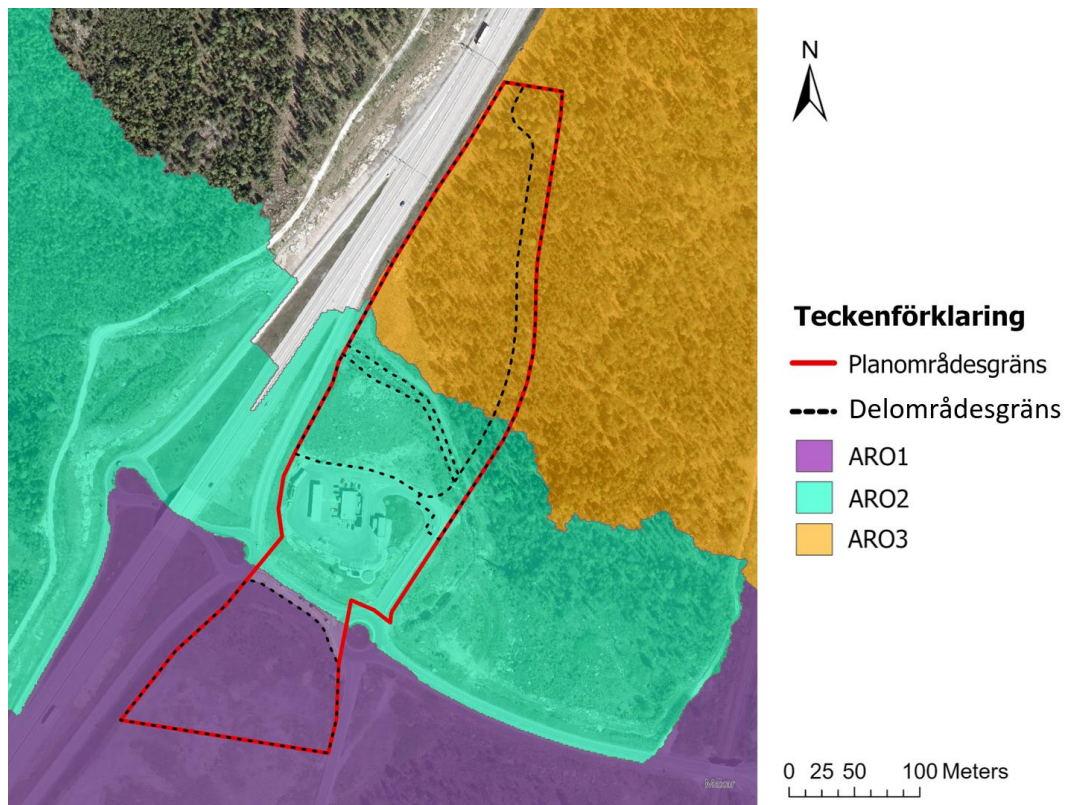 N
Teckenförklaring
Planområdesgräns
Delområdesgräns
ARO1
ARO2
ARO3
0 25 50 100 Meters